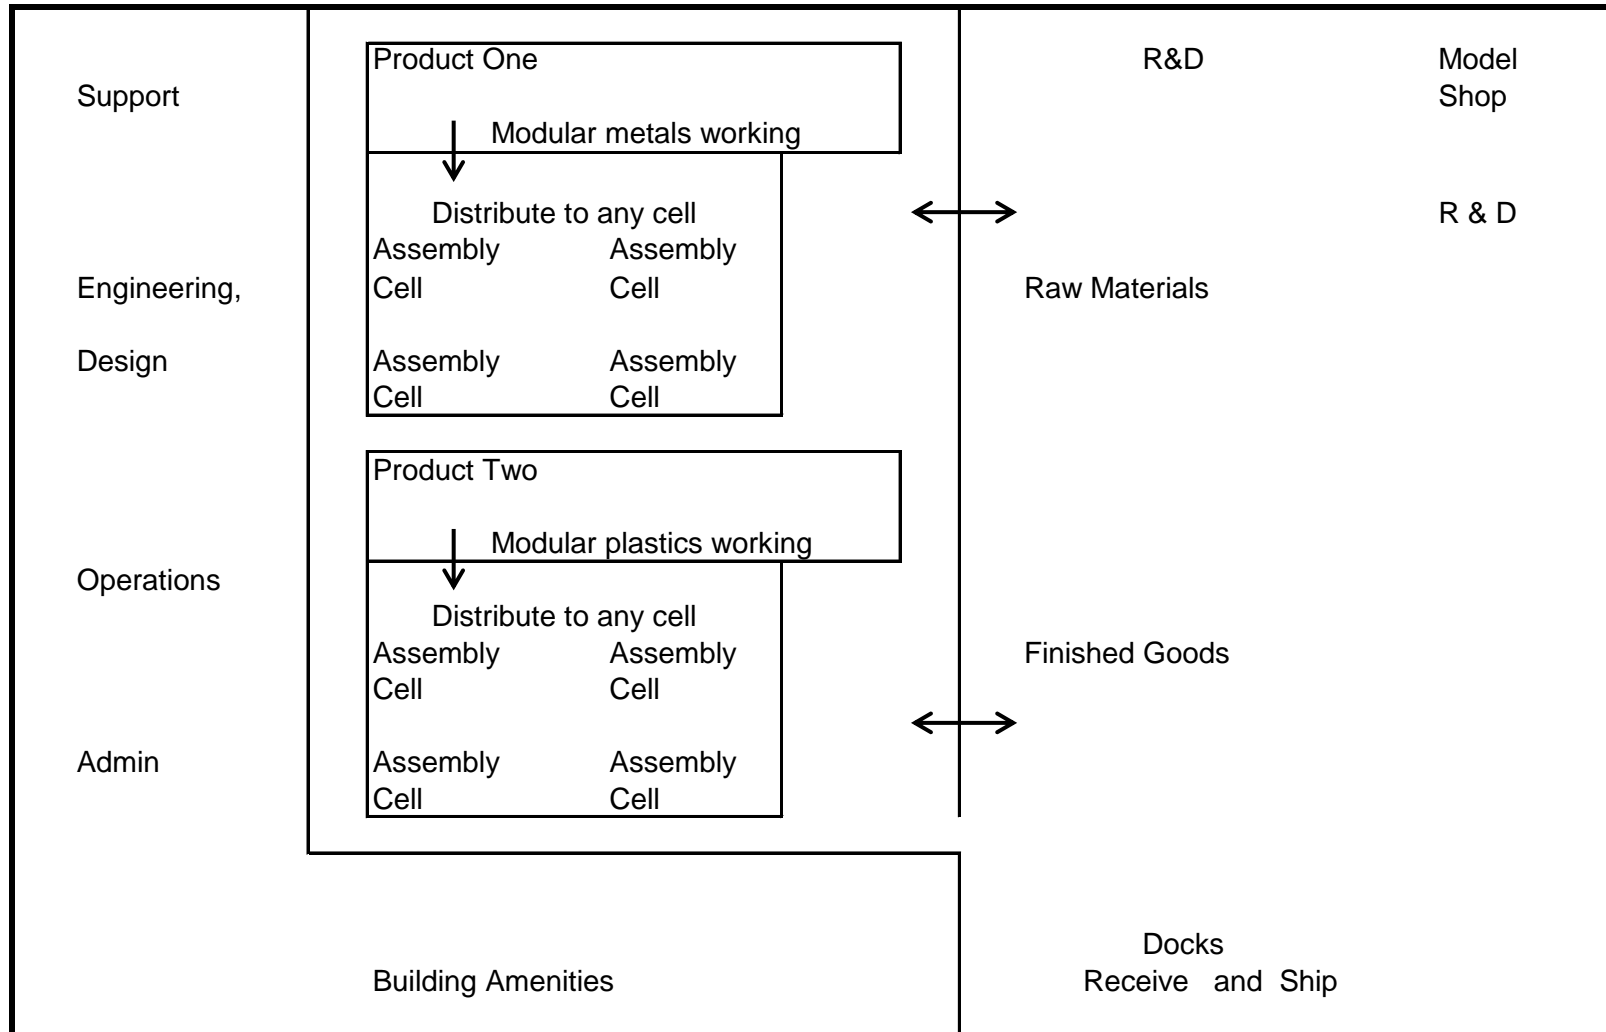 Product One
R&D
Model
Support
Shop
Modular metals working
Distribute to any cell
R & D
Assembly
Assembly
Engineering,
Cell
Cell
Raw Materials
Design
Assembly
Assembly
Cell
Cell
Product Two
Modular plastics working
Operations
Distribute to any cell
Assembly
Assembly
Finished Goods
Cell
Cell
Admin
Assembly
Assembly
Cell
Cell
Docks
Building Amenities
Receive and Ship